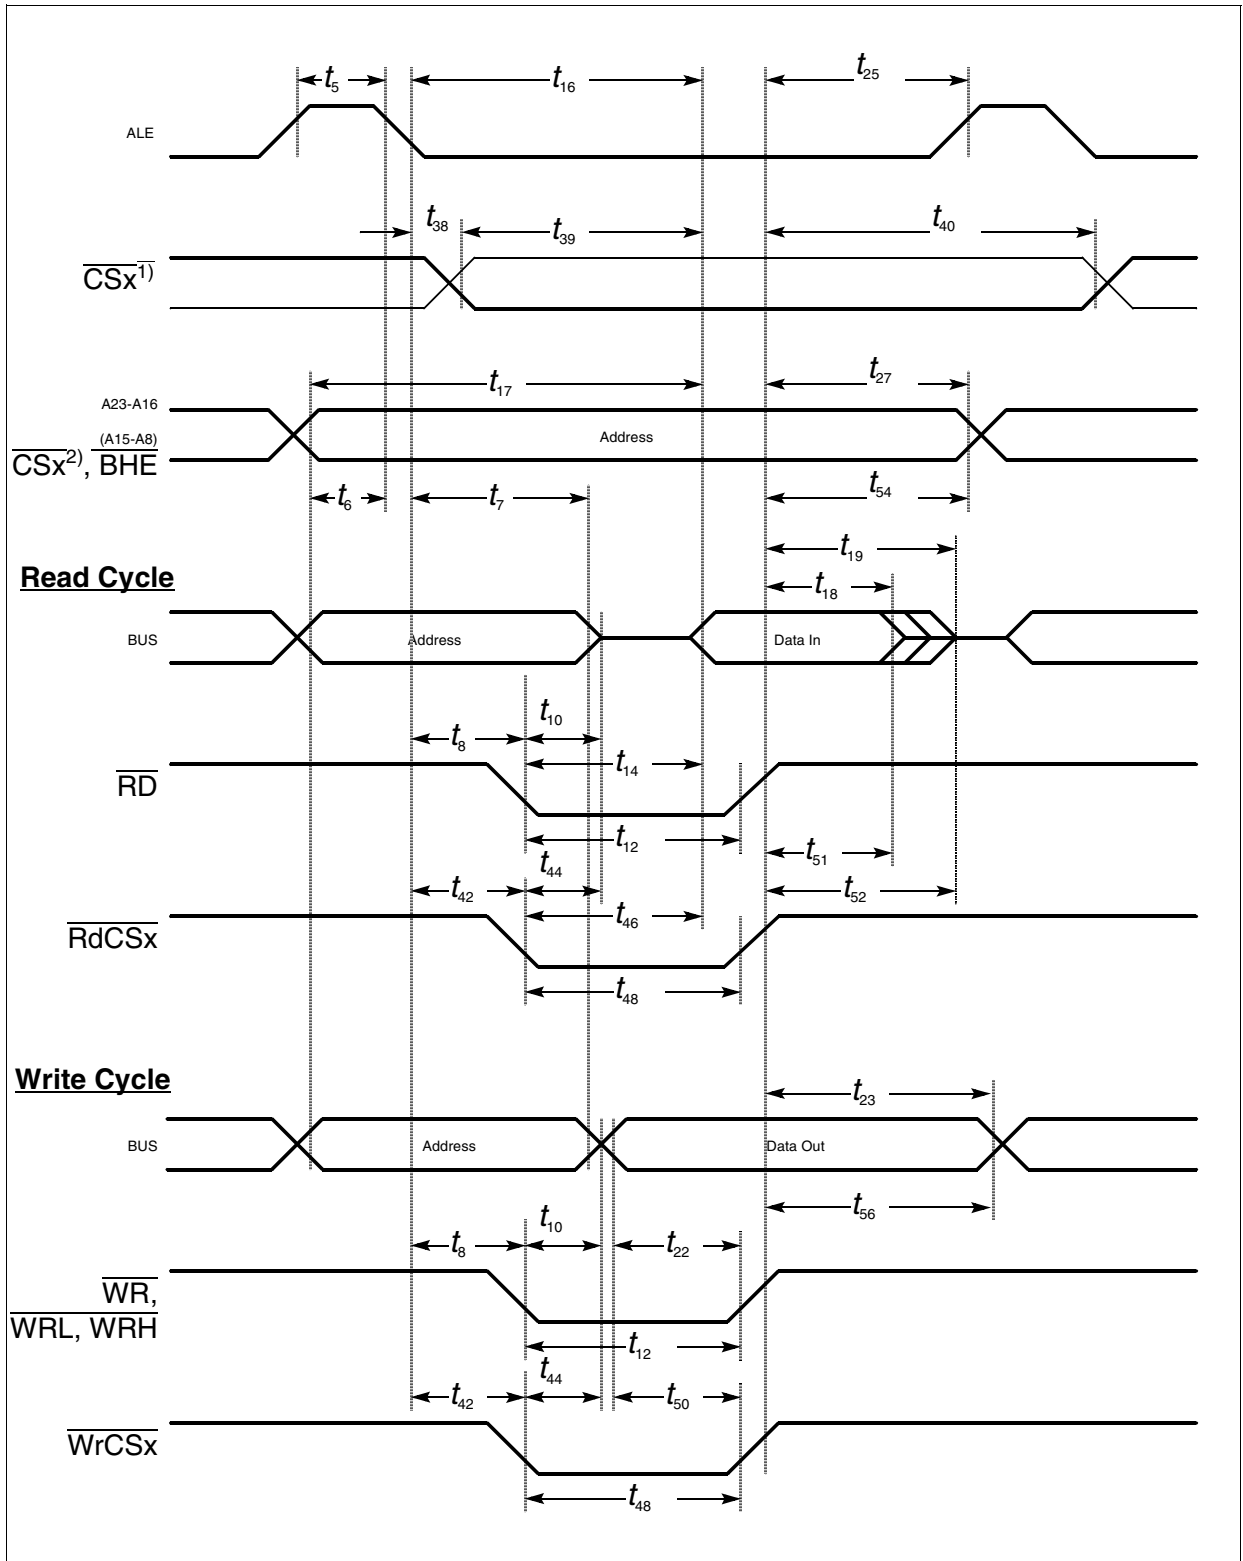 t5 t16 t25
ALE
t38 t39 t40
CSx1)
t17 t27
A23-A16
(A15-A8)
Address
CSx2), BHE
t6 t7 t54
t19
Read Cycle
t18
BUS Address Data In
t10
t8
t14
RD
t12 t51
t44
t42 t52
t46
RdCSx
t48
Write Cycle
t23
BUS Address Data Out
t56
t10
t8 t22
WR,
WRL, WRH
t12
t44
t42 t50
WrCSx
t48